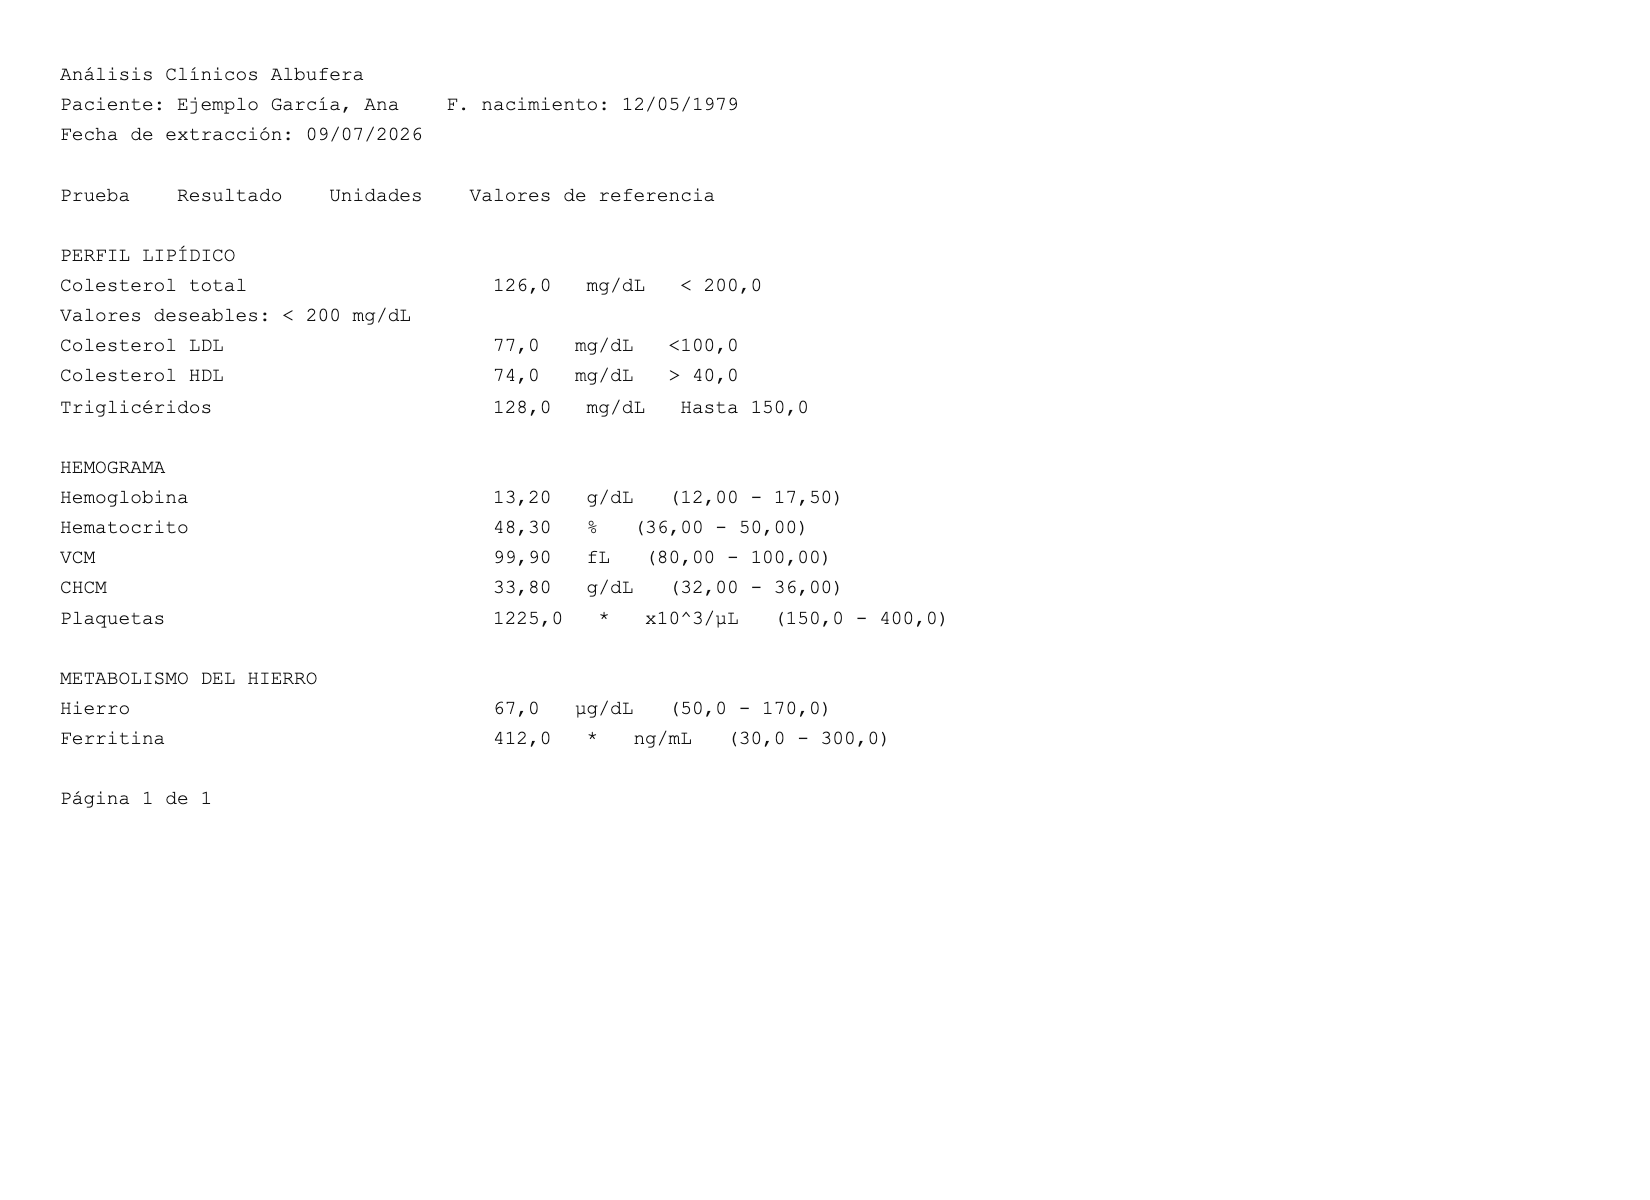 Análisis Clínicos Albufera
Paciente: Ejemplo García, Ana    F. nacimiento: 12/05/1979
Fecha de extracción: 09/07/2026

Prueba    Resultado    Unidades    Valores de referencia

PERFIL LIPÍDICO
Colesterol total                     126,0   mg/dL   < 200,0
Valores deseables: < 200 mg/dL
Colesterol LDL                       77,0   mg/dL   <100,0
Colesterol HDL                       74,0   mg/dL   > 40,0
Triglicéridos                        128,0   mg/dL   Hasta 150,0

HEMOGRAMA
Hemoglobina                          13,20   g/dL   (12,00 - 17,50)
Hematocrito                          48,30   %   (36,00 - 50,00)
VCM                                  99,90   fL   (80,00 - 100,00)
CHCM                                 33,80   g/dL   (32,00 - 36,00)
Plaquetas                            1225,0   *   x10^3/µL   (150,0 - 400,0)

METABOLISMO DEL HIERRO
Hierro                               67,0   µg/dL   (50,0 - 170,0)
Ferritina                            412,0   *   ng/mL   (30,0 - 300,0)

Página 1 de 1